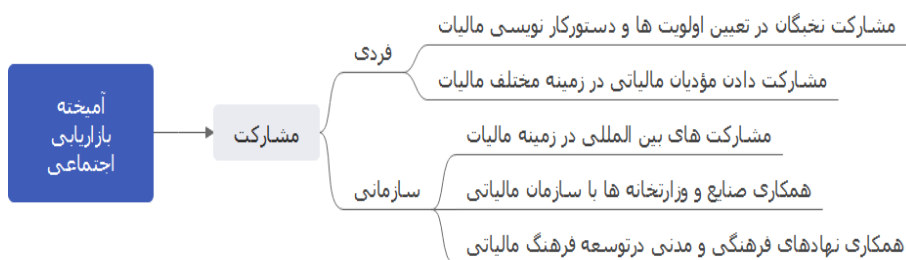 آمیخته
بازاریابی
اجتماعی
مشارکت
فردی
مشارکت نخبگان در تعیین اولویت ها و دستورکار نویسی مالیات
مشارکت دادن مؤدیان مالیاتی در زمینه مختلف مالیات
سازمانی
مشارکت های بین المللی در زمینه مالیات
همکاری صنایع و وزارتخانه ها با سازمان مالیاتی
همکاری نهادهای فرهنگی و مدنی درتوسعه فرهنگ مالیاتی